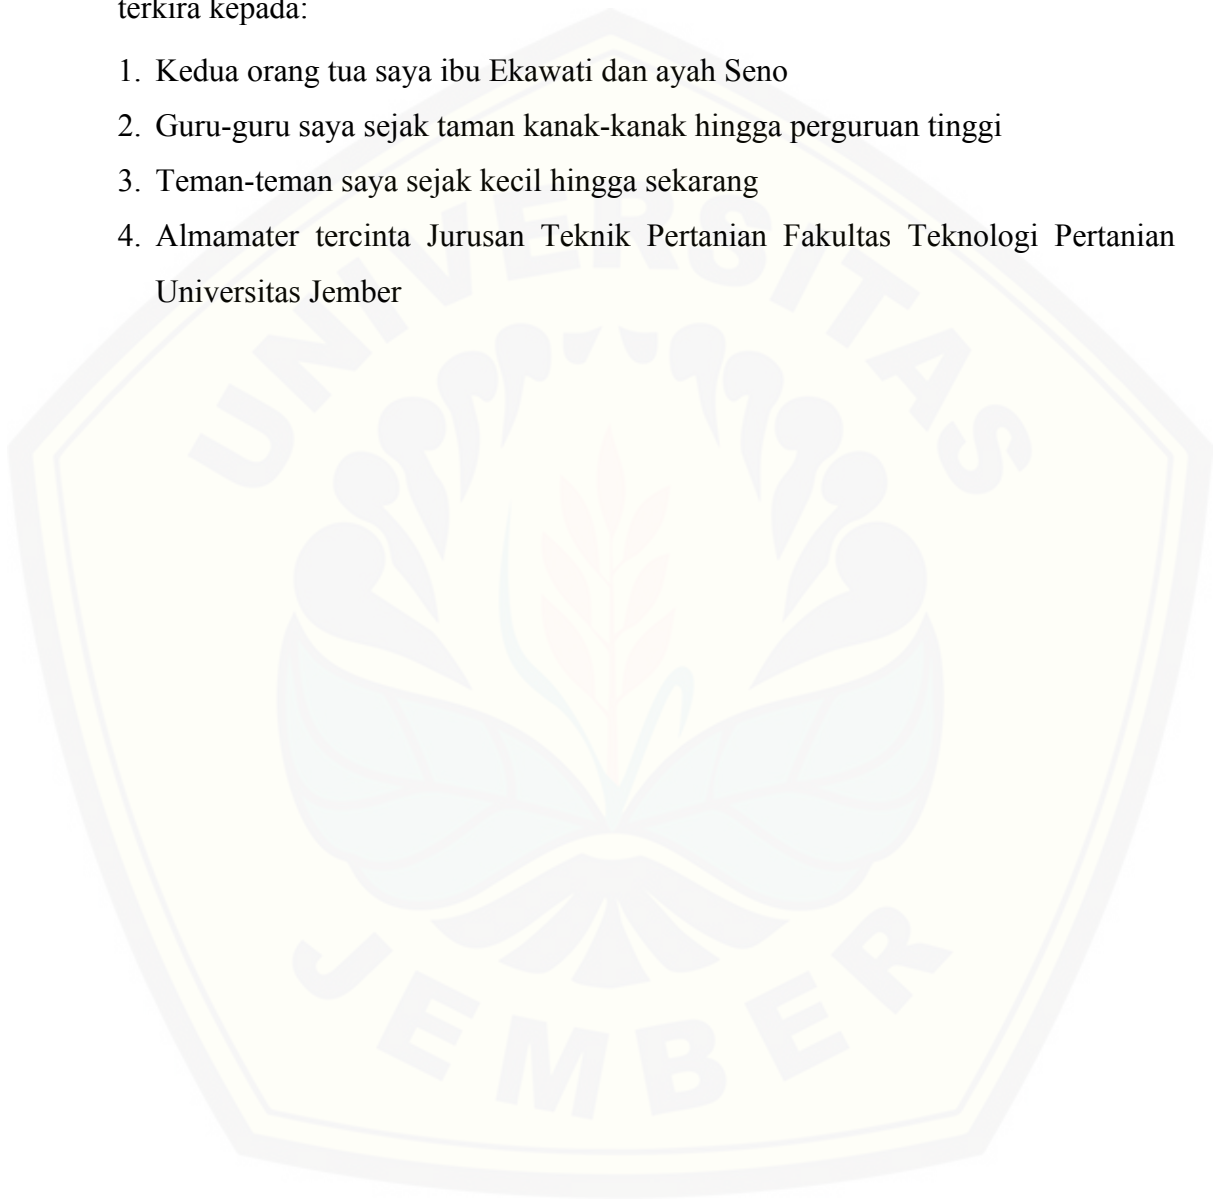 terkira kepada:
1. Kedua orang tua saya ibu Ekawati dan ayah Seno
2. Guru-guru saya sejak taman kanak-kanak hingga perguruan tinggi
3. Teman-teman saya sejak kecil hingga sekarang
4. Almamater tercinta Jurusan Teknik Pertanian Fakultas Teknologi Pertanian
Universitas Jember
UNIVERSITAS
JEMBER